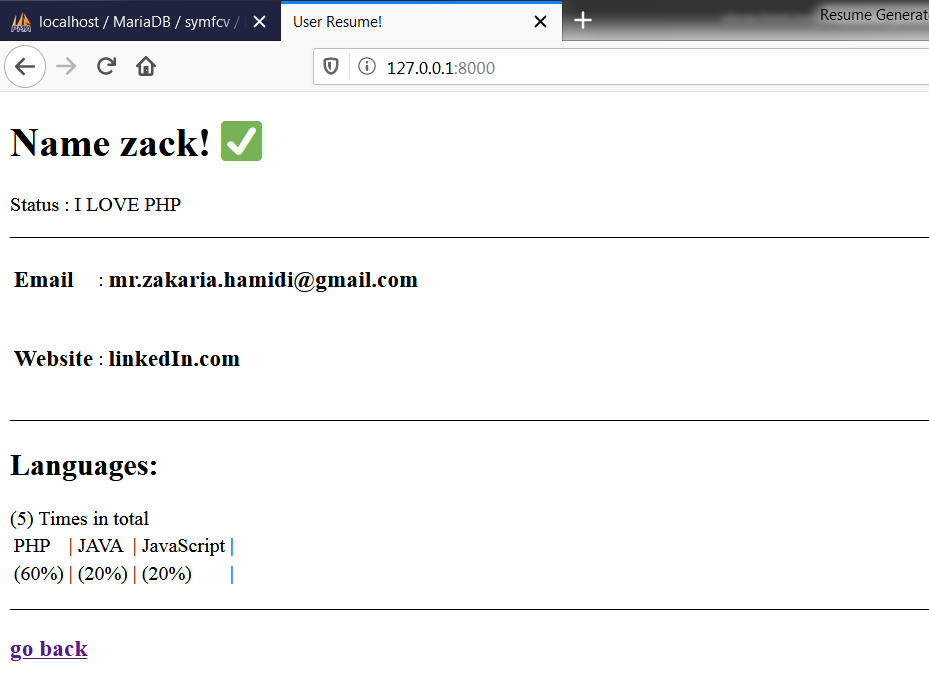 localhost / MariaDB / symfcv /
User Resume!
Resume Generat
127.0.0.1:8000
Name zack! ✅
Status : I LOVE PHP
Email : mr.zakaria.hamidi@gmail.com
Website : linkedIn.com
Languages:
(5) Times in total
PHP | JAVA | JavaScript |
(60%) | (20%) | (20%) |
go back